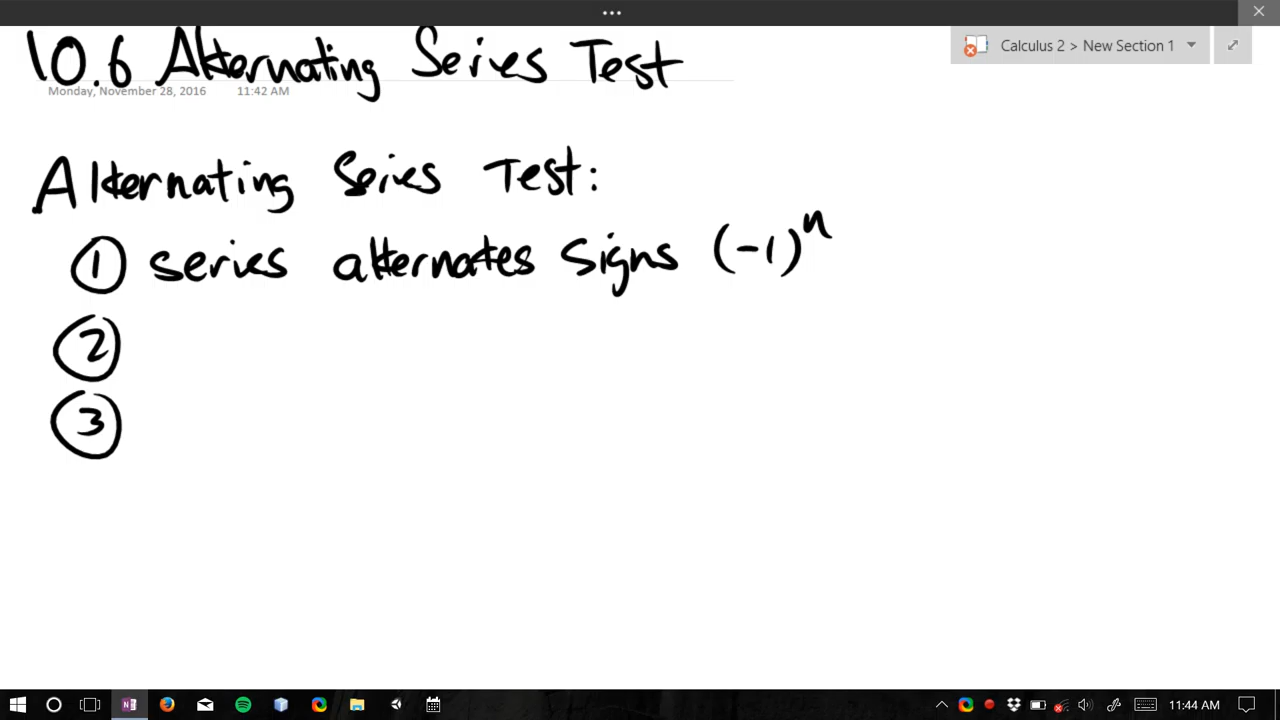 ...
Calculus 2 > New Section 1
10.6 Alternating Series Test
Monday, November 28, 2016 11:42 AM
Alternating Series Test:
① series alternates signs (-1)ⁿ
②
③
11:44 AM